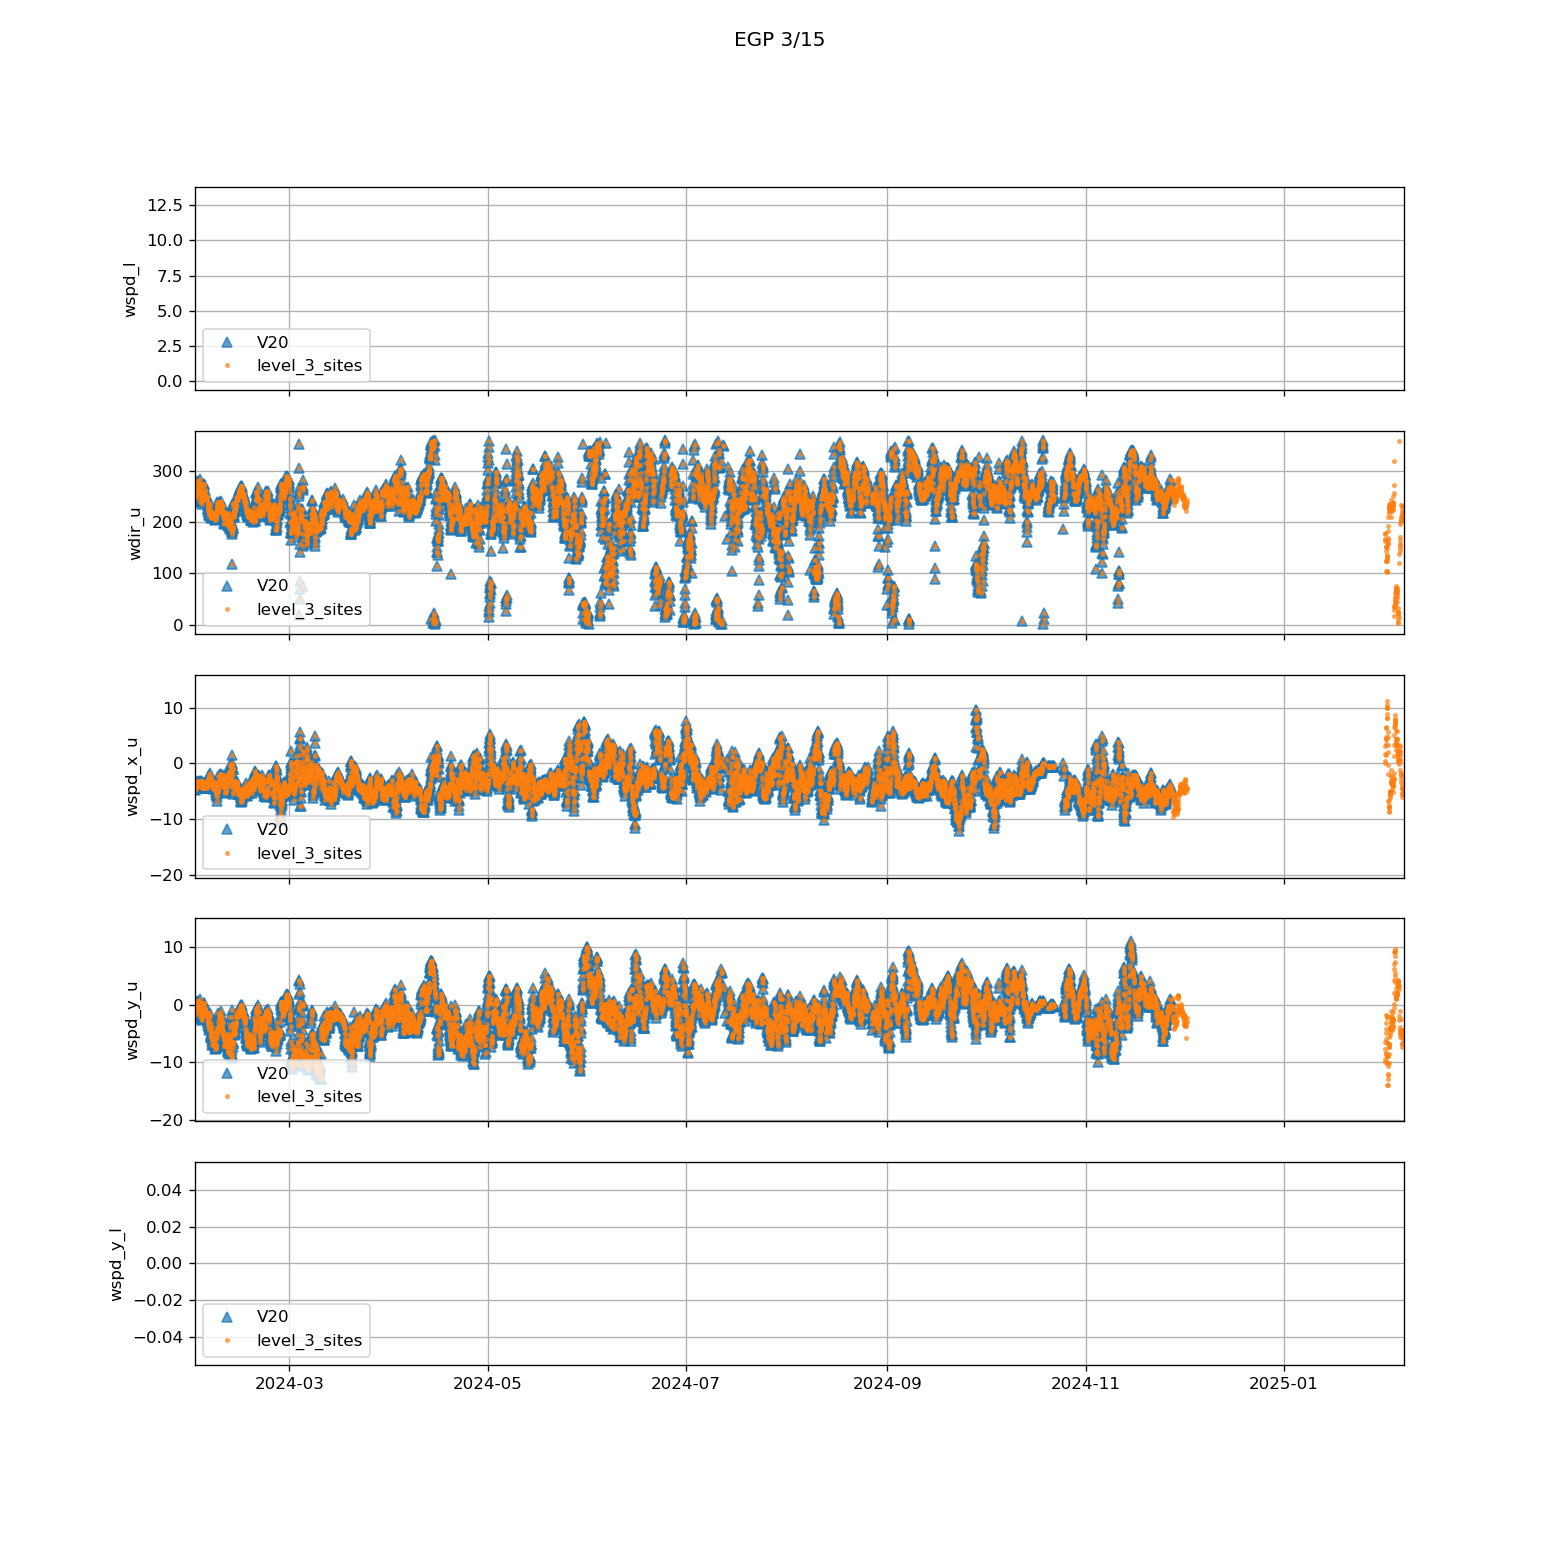 EGP 3/15
wspd_l
12.5
10.0
7.5
5.0
2.5
0.0
V20
level_3_sites
wdir_u
300
200
100
0
V20
level_3_sites
wspd_x_u
10
0
−10
−20
V20
level_3_sites
wspd_y_u
10
0
−10
−20
V20
level_3_sites
wspd_y_l
0.04
0.02
0.00
−0.02
−0.04
V20
level_3_sites
2024-03
2024-05
2024-07
2024-09
2024-11
2025-01